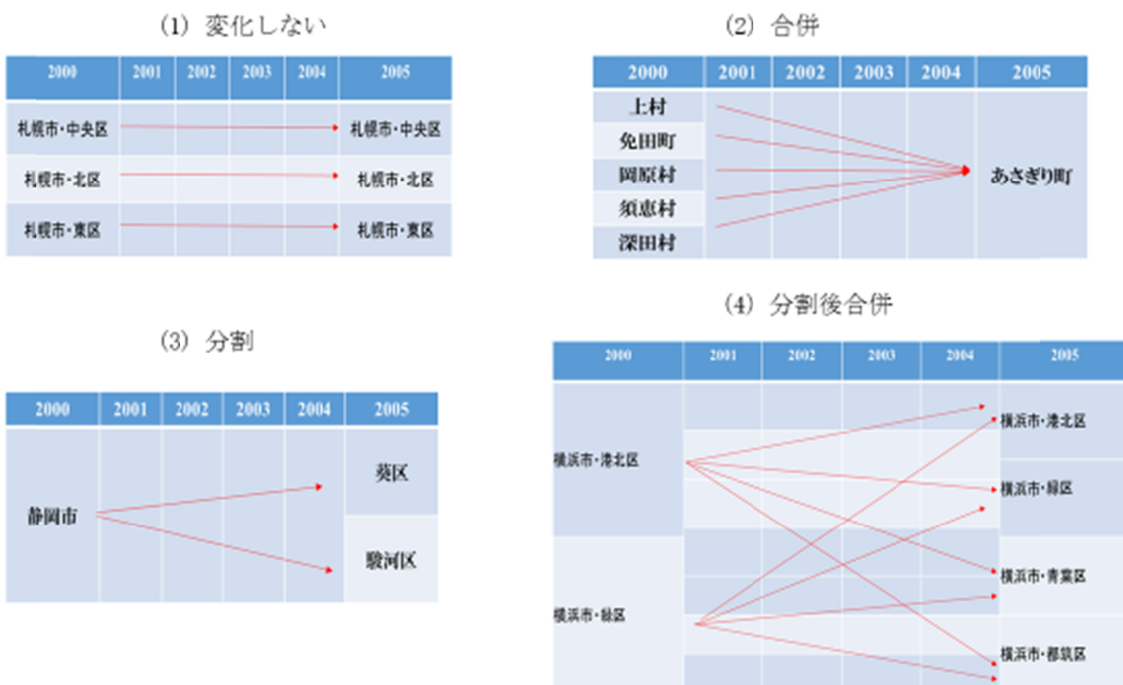 (1) 変化しない
2000 2001 2002 2003 2004 2005
札幌市・中央区 札幌市・中央区
札幌市・北区 札幌市・北区
札幌市・東区 札幌市・東区
(2) 合併
2000 2001 2002 2003 2004 2005
上村
免田町
岡原村 あさぎり町
須恵村
深田村
(3) 分割
2000 2001 2002 2003 2004 2005
葵区
静岡市
駿河区
(4) 分割後合併
2000 2001 2002 2003 2004 2005
横浜市・港北区
横浜市・港北区
横浜市・緑区
横浜市・青葉区
横浜市・緑区
横浜市・都筑区